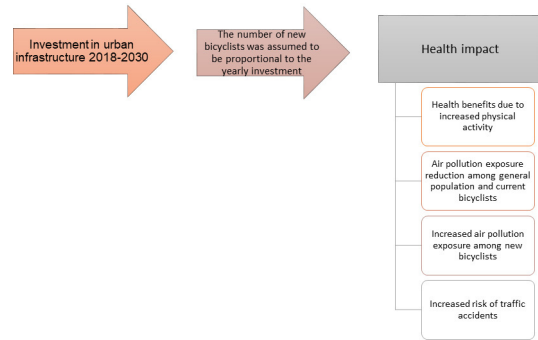 Investment in urban
infrastructure 2018-2030
The number of new
bicyclists was assumed to
be proportional to the
yearly investment
Health impact
Health benefits due to
increased physical
activity
Air pollution exposure
reduction among general
population and current
bicyclists
Increased air pollution
exposure among new
bicyclists
Increased risk of traffic
accidents